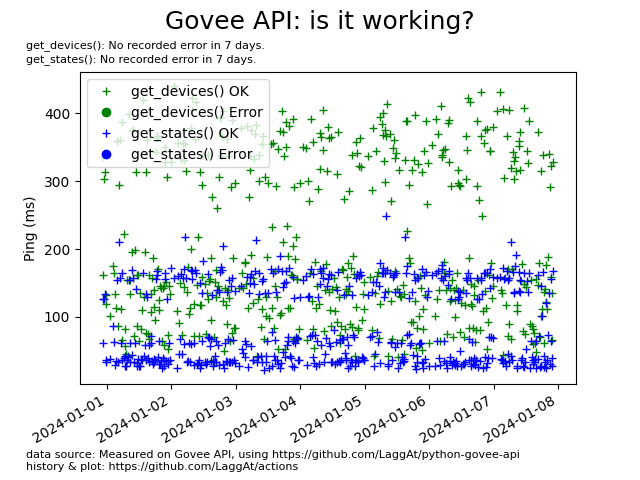 Govee API: is it working?
get_devices(): No recorded error in 7 days.
get_states(): No recorded error in 7 days.
get_devices() OK
get_devices() Error
get_states() OK
get_states() Error
Ping (ms)
400
300
200
100
2024-01-01
2024-01-02
2024-01-03
2024-01-04
2024-01-05
2024-01-06
2024-01-07
2024-01-08
data source: Measured on Govee API, using https://github.com/LaggAt/python-govee-api
history & plot: https://github.com/LaggAt/actions